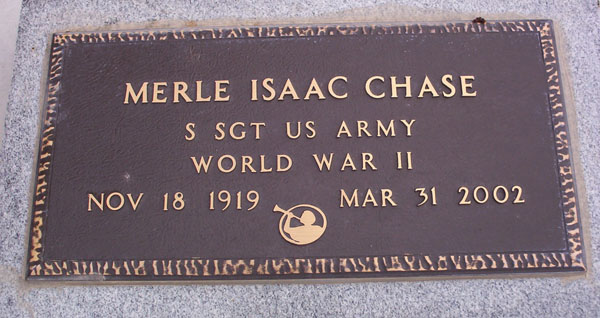 MERLE ISAAC CHASE
S SGT US ARMY
WORLD WAR II
NOV 18 1919 MAR 31 2002